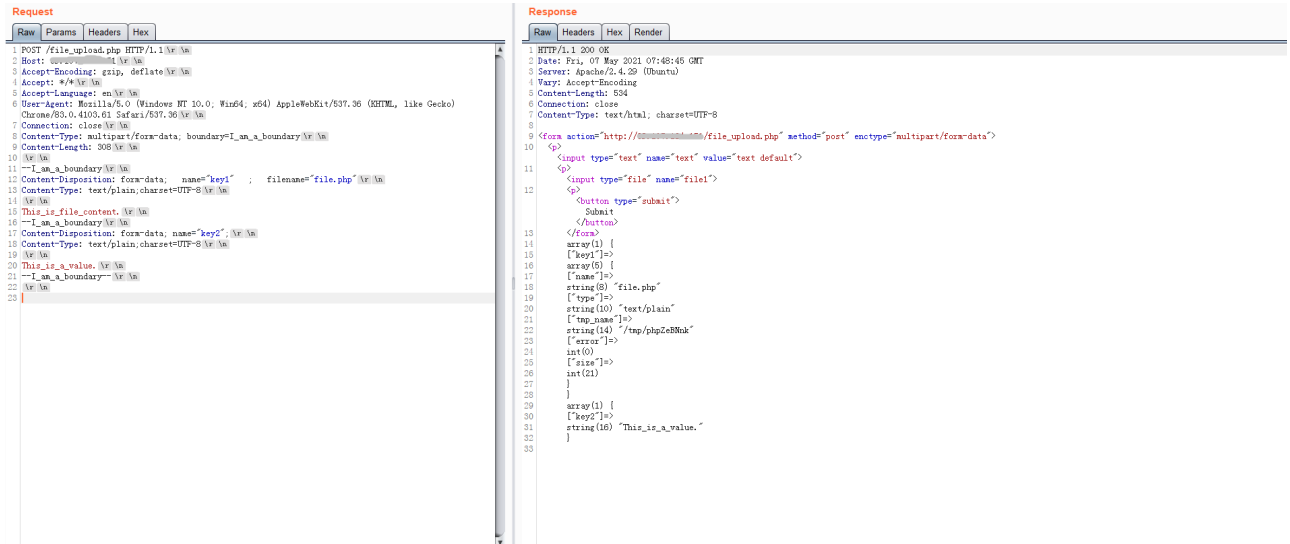 Request
Raw Params Headers Hex
1 POST /file_upload.php HTTP/1.1 \r \n
2 Host: \r \n
3 Accept-Encoding: gzip, deflate \r \n
4 Accept: */* \r \n
5 Accept-Language: en \r \n
6 User-Agent: Mozilla/5.0 (Windows NT 10.0; Win64; x64) AppleWebKit/537.36 (KHTML, like Gecko)
Chrome/83.0.4103.61 Safari/537.36 \r \n
7 Connection: close \r \n
8 Content-Type: multipart/form-data; boundary=I_am_a_boundary \r \n
9 Content-Length: 308 \r \n
10 \r \n
11 --I_am_a_boundary \r \n
12 Content-Disposition: form-data;   name="key1"   ;   filename="file.php" \r \n
13 Content-Type: text/plain;charset=UTF-8 \r \n
14 \r \n
15 This_is_file_content. \r \n
16 --I_am_a_boundary \r \n
17 Content-Disposition: form-data; name="key2"; \r \n
18 Content-Type: text/plain;charset=UTF-8 \r \n
19 \r \n
20 This_is_a_value. \r \n
21 --I_am_a_boundary-- \r \n
22 \r \n
23
Response
Raw Headers Hex Render
1 HTTP/1.1 200 OK
2 Date: Fri, 07 May 2021 07:48:45 GMT
3 Server: Apache/2.4.29 (Ubuntu)
4 Vary: Accept-Encoding
5 Content-Length: 534
6 Connection: close
7 Content-Type: text/html; charset=UTF-8
8
9 <form action="http:///file_upload.php" method="post" enctype="multipart/form-data">
10 <p>
<input type="text" name="text" value="text default">
11 <p>
<input type="file" name="file1">
12 <p>
<button type="submit">
Submit
</button>
13 </form>
14 array(1) {
15 ["key1"]=>
16 array(5) {
17 ["name"]=>
18 string(8) "file.php"
19 ["type"]=>
20 string(10) "text/plain"
21 ["tmp_name"]=>
22 string(14) "/tmp/phpZeBNnk"
23 ["error"]=>
24 int(0)
25 ["size"]=>
26 int(21)
27 }
28 }
29 array(1) {
30 ["key2"]=>
31 string(16) "This_is_a_value."
32 }
33